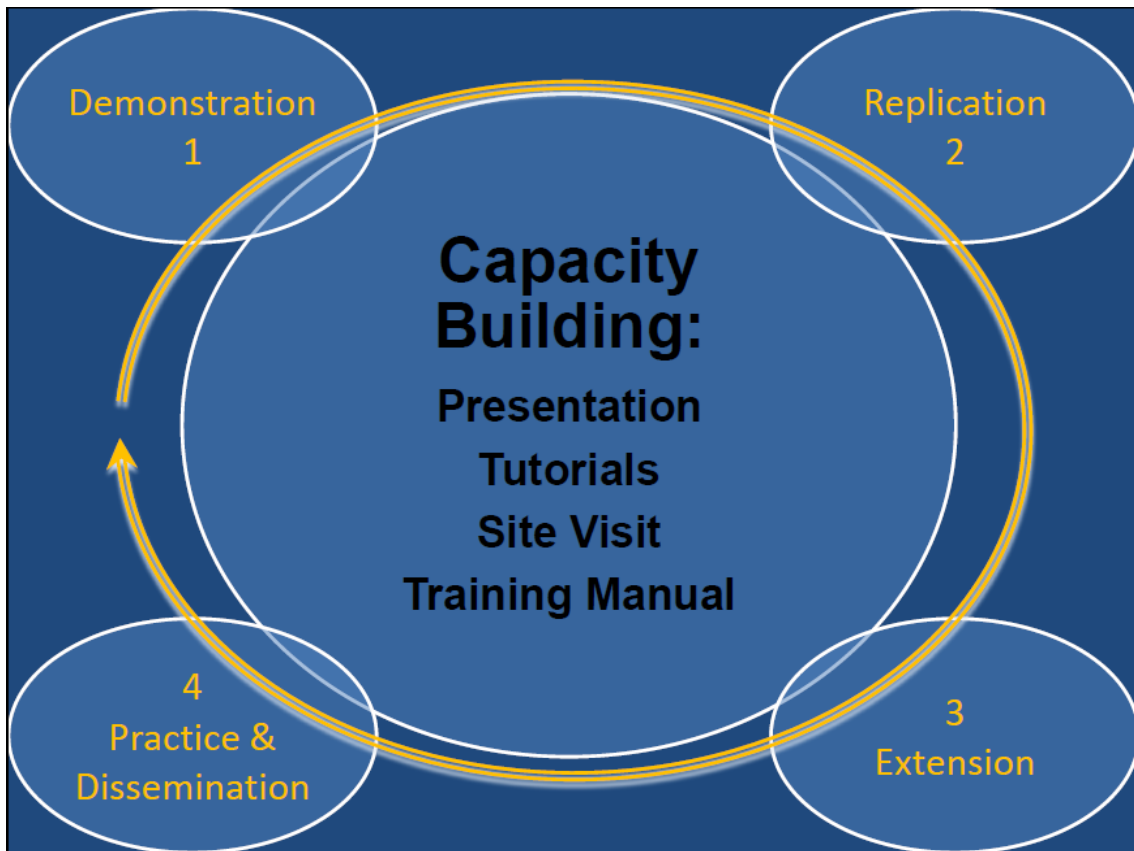 Demonstration
1
Replication
2
Capacity
Building:
Presentation
Tutorials
Site Visit
Training Manual
4
Practice &
Dissemination
3
Extension